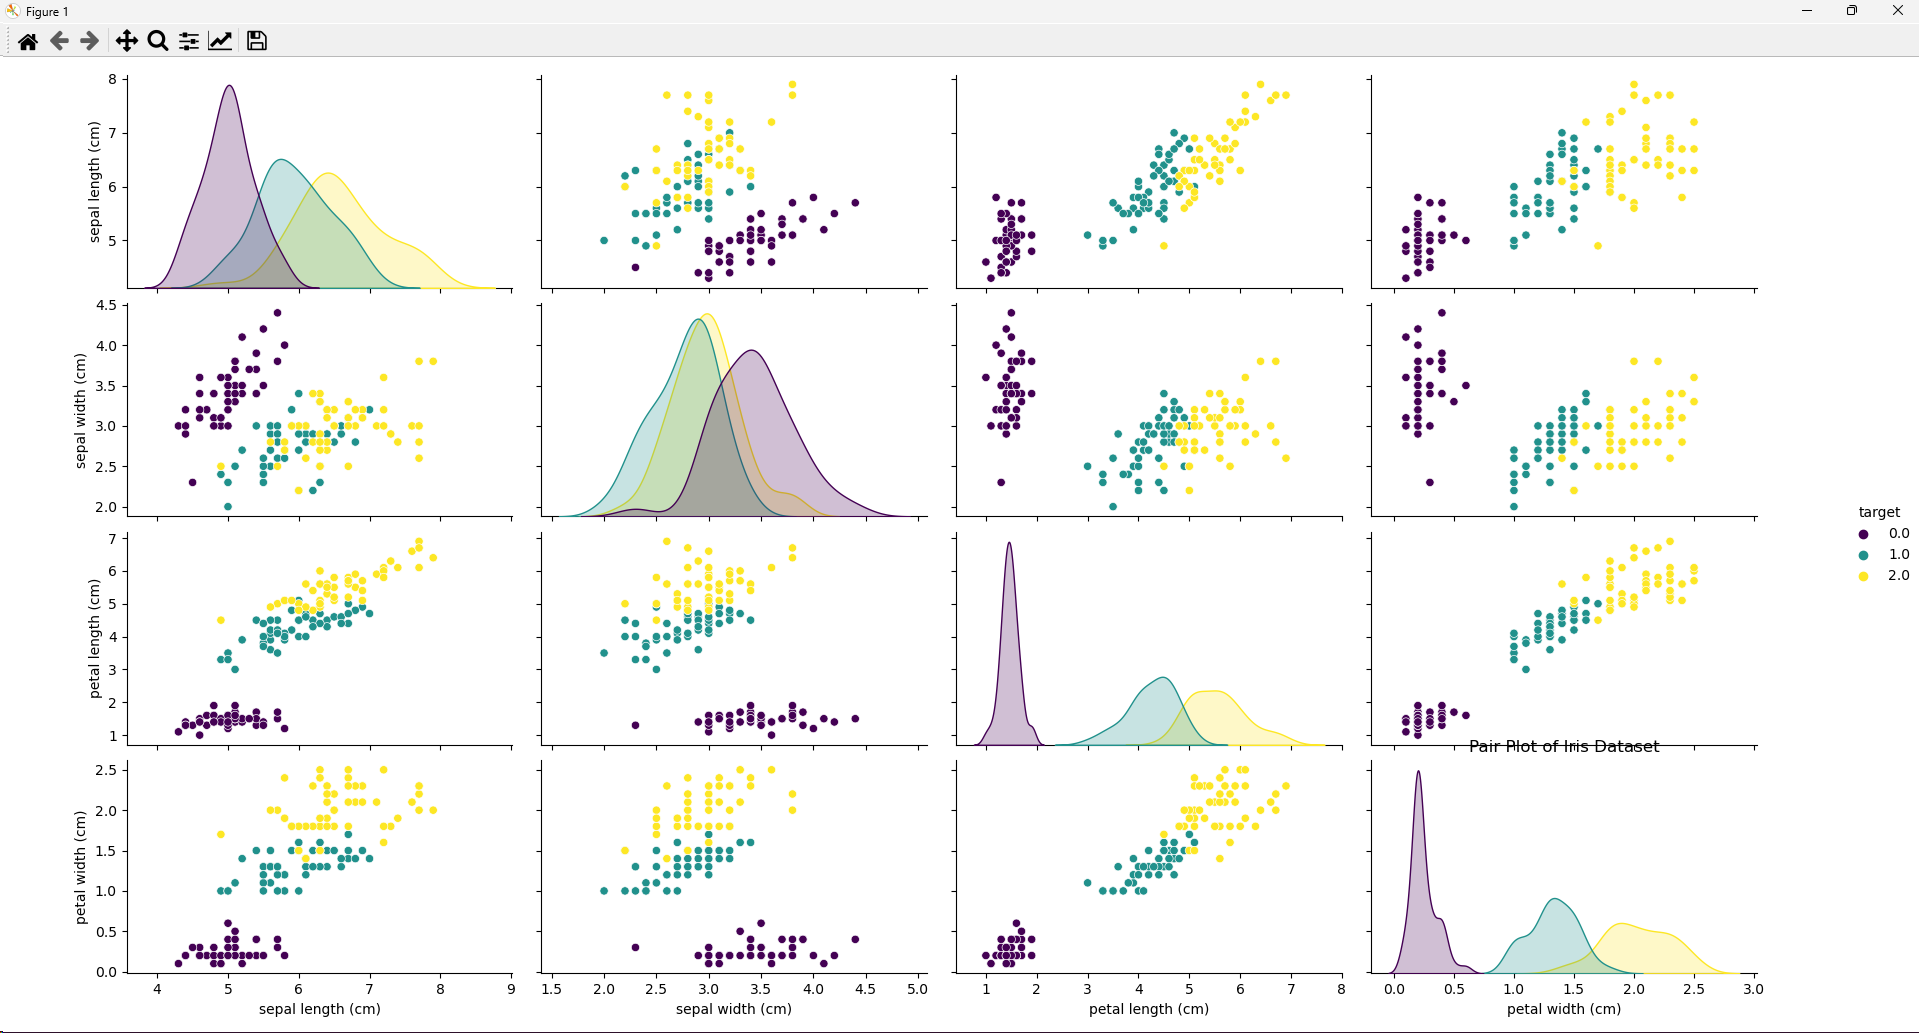 Figure 1
8
7
6
5
sepal length (cm)
4.5
4.0
3.5
3.0
2.5
2.0
sepal width (cm)
target
0.0
1.0
2.0
7
6
5
4
3
2
1
petal length (cm)
Pair Plot of Iris Dataset
2.5
2.0
1.5
1.0
0.5
0.0
petal width (cm)
4 5 6 7 8 9 1.5 2.0 2.5 3.0 3.5 4.0 4.5 5.0 1 2 3 4 5 6 7 8 0.0 0.5 1.0 1.5 2.0 2.5 3.0
sepal length (cm) sepal width (cm) petal length (cm) petal width (cm)